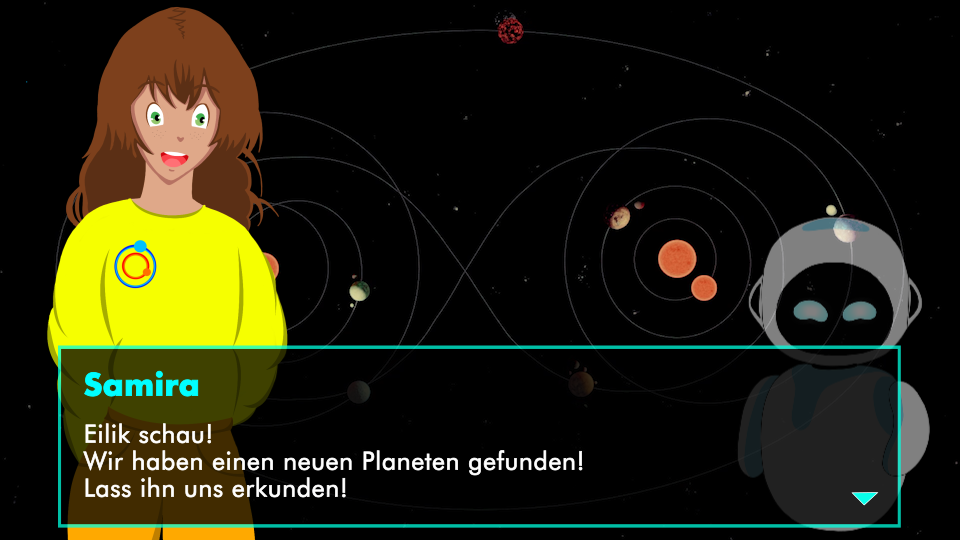 Samira
Eilik schau!
Wir haben einen neuen Planeten gefunden!
Lass ihn uns erkunden!